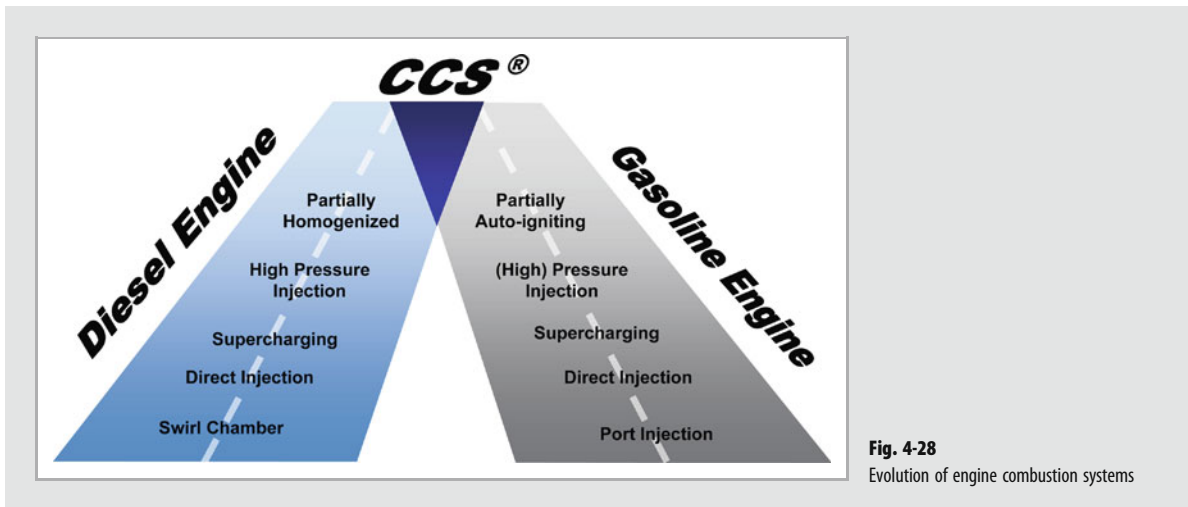 CCS®
Diesel Engine
Partially
Homogenized
High Pressure
Injection
Supercharging
Direct Injection
Swirl Chamber
Gasoline Engine
Partially
Auto-igniting
(High) Pressure
Injection
Supercharging
Direct Injection
Port Injection
Fig. 4-28
Evolution of engine combustion systems